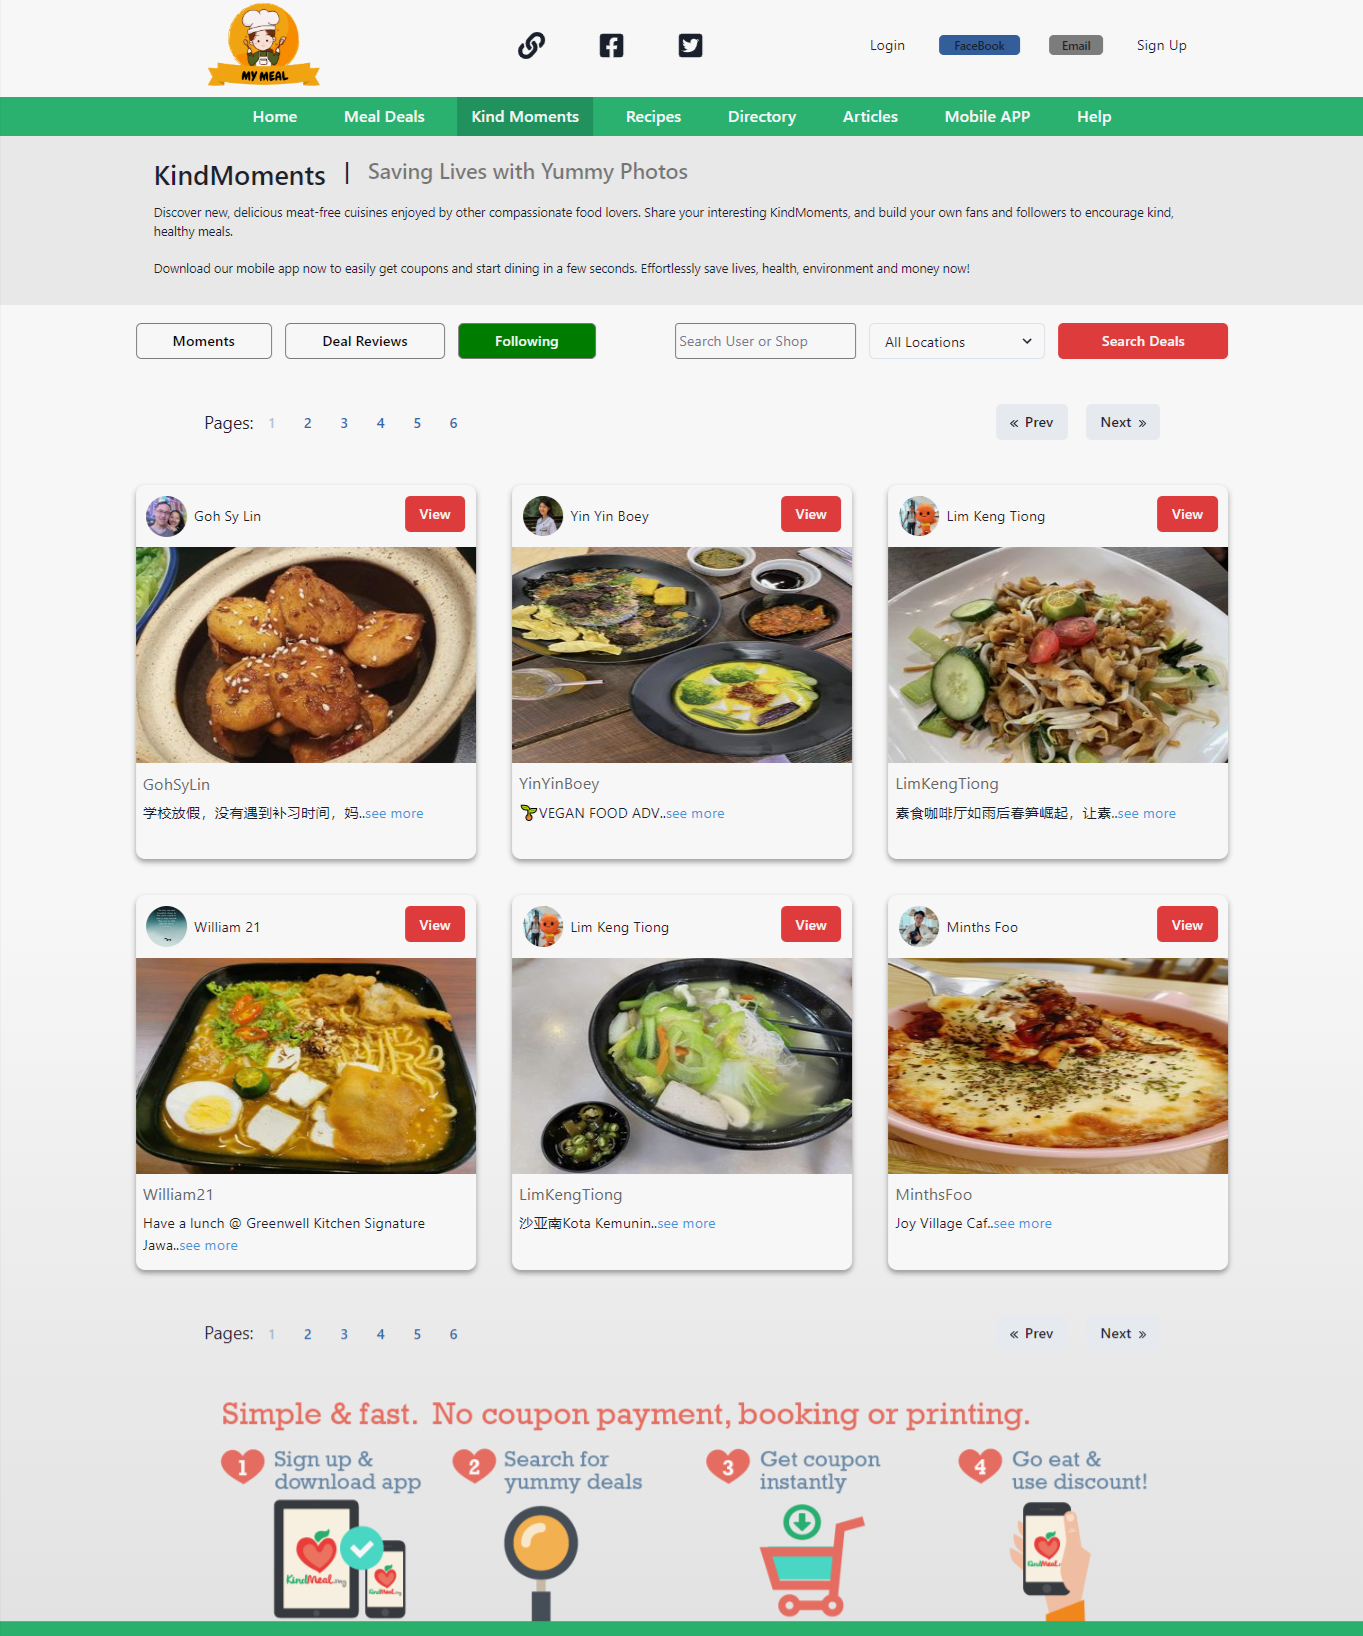 MY MEAL
Login
FaceBook
Email
Sign Up
Home
Meal Deals
Kind Moments
Recipes
Directory
Articles
Mobile APP
Help
KindMoments | Saving Lives with Yummy Photos
Discover new, delicious meat-free cuisines enjoyed by other compassionate food lovers. Share your interesting KindMoments, and build your own fans and followers to encourage kind,
healthy meals.
Download our mobile app now to easily get coupons and start dining in a few seconds. Effortlessly save lives, health, environment and money now!
Moments
Deal Reviews
Following
Search User or Shop
All Locations
Search Deals
Pages: 1 2 3 4 5 6
« Prev
Next »
Goh Sy Lin
View
Yin Yin Boey
View
Lim Keng Tiong
View
GohSyLin
学校放假，没有遇到补习时间，妈..see more
YinYinBoey
VEGAN FOOD ADV..see more
LimKengTiong
素食咖啡厅如雨后春笋崛起，让素..see more
William 21
View
Lim Keng Tiong
View
Minths Foo
View
William21
Have a lunch @ Greenwell Kitchen Signature
Jawa..see more
LimKengTiong
沙亚南Kota Kemunin..see more
MinthsFoo
Joy Village Caf..see more
Pages: 1 2 3 4 5 6
« Prev
Next »
Simple & fast. No coupon payment, booking or printing.
1 Sign up &
download app
2 Search for
yummy deals
3 Get coupon
instantly
4 Go eat &
use discount!
KindMeal.my
KindMeal.my